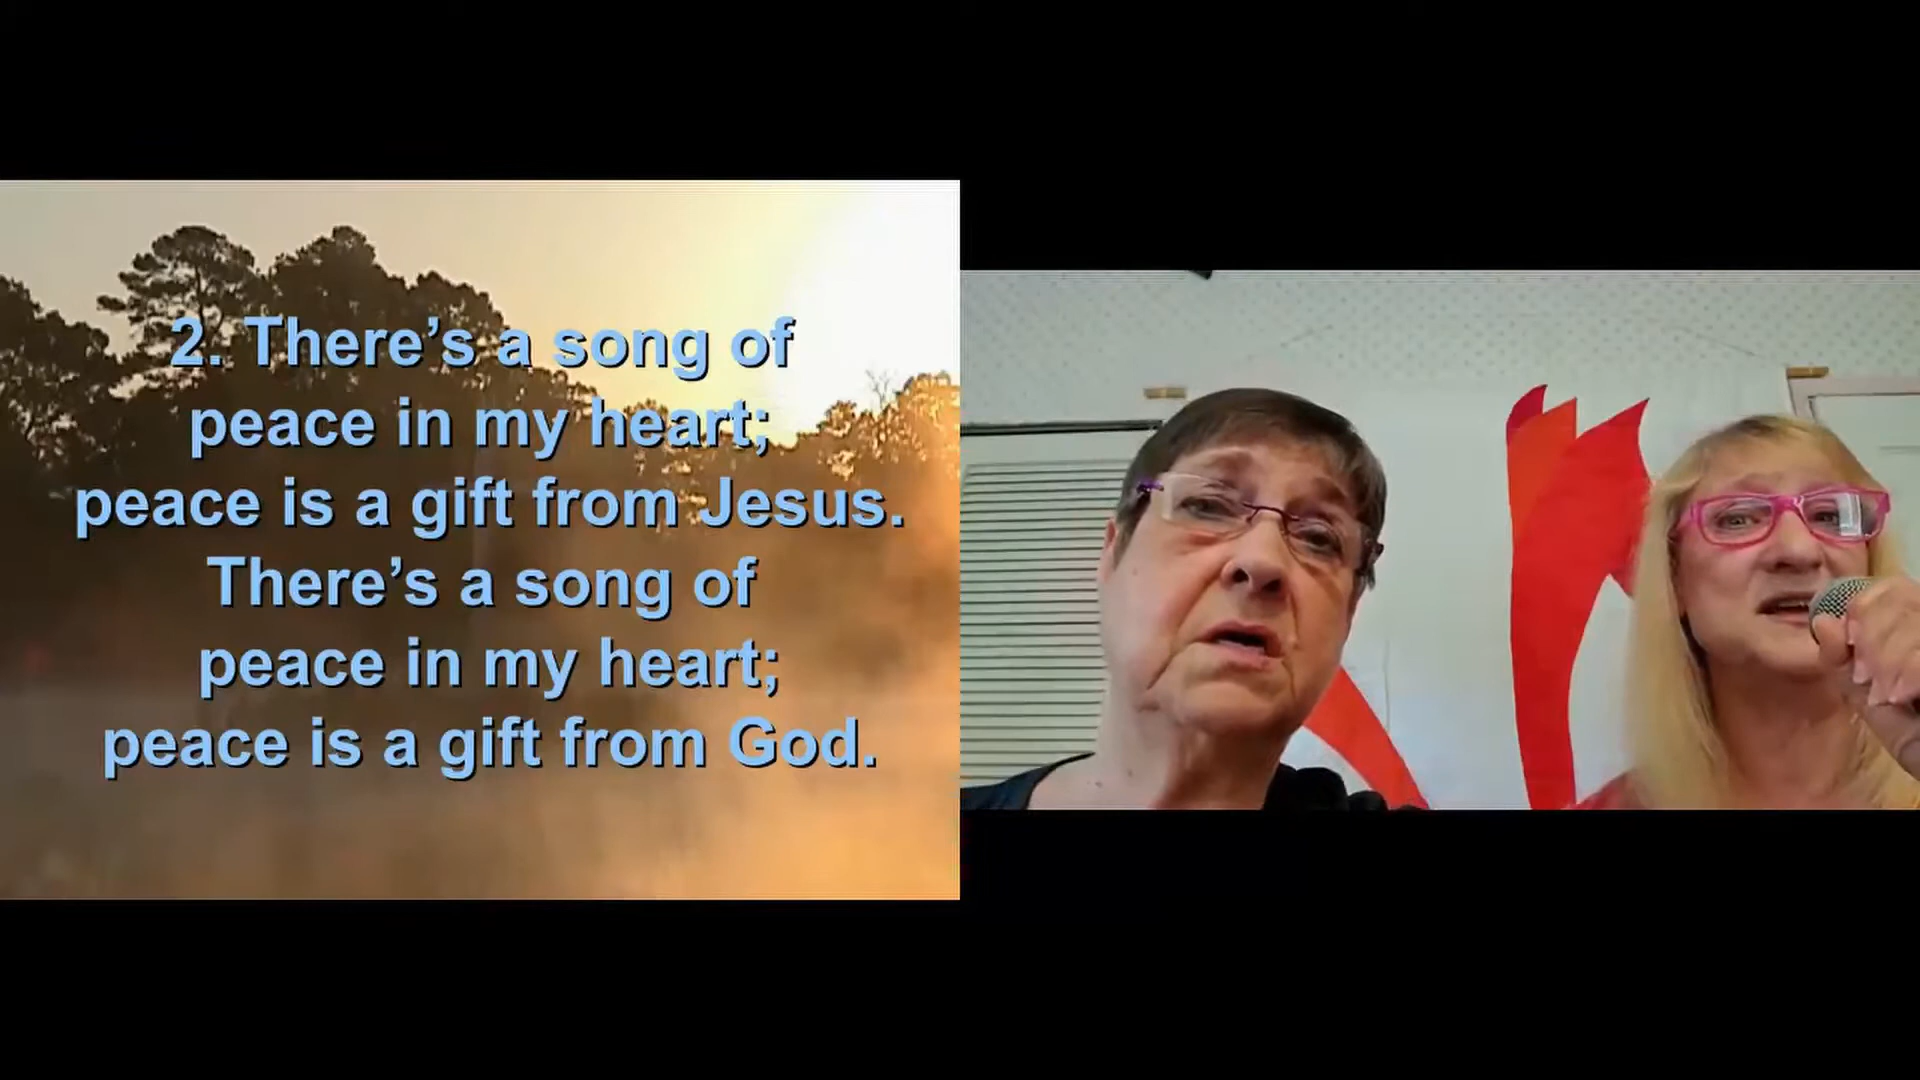 2. There’s a song of
peace in my heart;
peace is a gift from Jesus.
There’s a song of
peace in my heart;
peace is a gift from God.